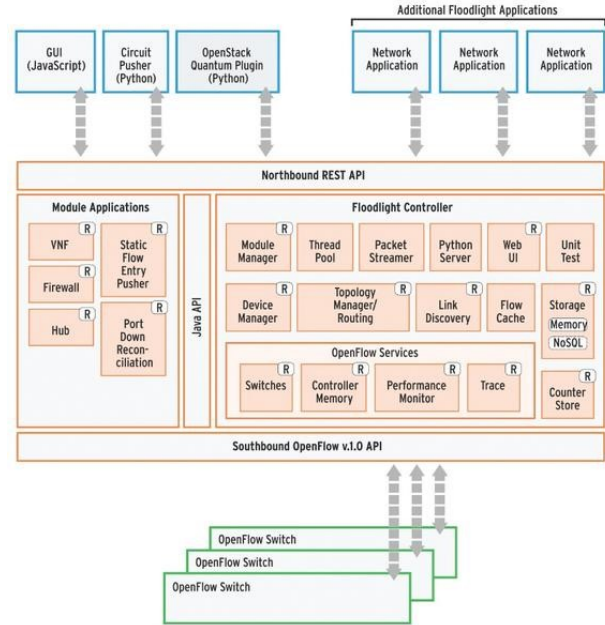 Additional Floodlight Applications
GUI
(JavaScript)
Circuit
Pusher
(Python)
OpenStack
Quantum Plugin
(Python)
Network
Application
Network
Application
Network
Application
Northbound REST API
Module Applications
R
VNF
R
Firewall
R
Hub
R
Static
Flow
Entry
Pusher
R
Port
Down
Recon-
ciliation
Java API
Floodlight Controller
R
Module
Manager
Thread
Pool
Packet
Streamer
Python
Server
R
Web
UI
Unit
Test
R
Device
Manager
R
Topology
Manager/
Routing
R
Link
Discovery
Flow
Cache
R
Storage
Memory
NoSQL
OpenFlow Services
R
Switches
R
Controller
Memory
R
Performance
Monitor
R
Trace
R
Counter
Store
Southbound OpenFlow v.1.0 API
OpenFlow Switch
OpenFlow Switch
OpenFlow Switch